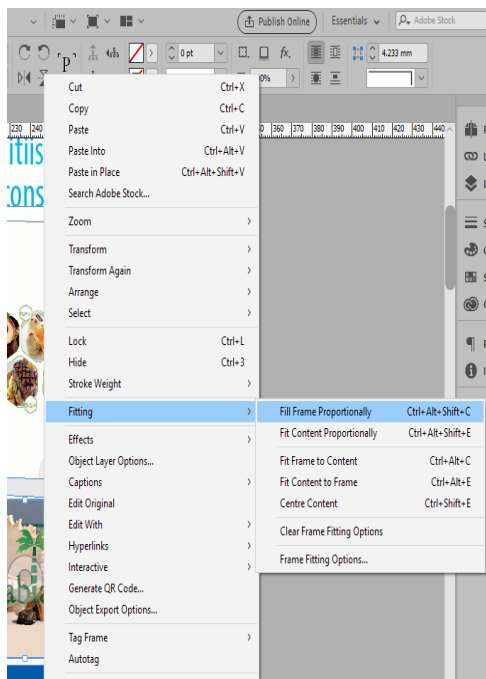 Publish Online
Essentials
Adobe Stock
P
0 pt
4.233 mm
230 240
360 370 380 390 400 410 420 430 440
itiis
cons
Cut Ctrl+X
Copy Ctrl+C
Paste Ctrl+V
Paste Into Ctrl+Alt+V
Paste in Place Ctrl+Alt+Shift+V
Search Adobe Stock...
Zoom
Transform
Transform Again
Arrange
Select
Lock Ctrl+L
Hide Ctrl+3
Stroke Weight
Fitting
Fill Frame Proportionally Ctrl+Alt+Shift+C
Fit Content Proportionally Ctrl+Alt+Shift+E
Fit Frame to Content Ctrl+Alt+C
Fit Content to Frame Ctrl+Alt+E
Centre Content Ctrl+Shift+E
Clear Frame Fitting Options
Frame Fitting Options...
Effects
Object Layer Options...
Captions
Edit Original
Edit With
Hyperlinks
Interactive
Generate QR Code...
Object Export Options...
Tag Frame
Autotag